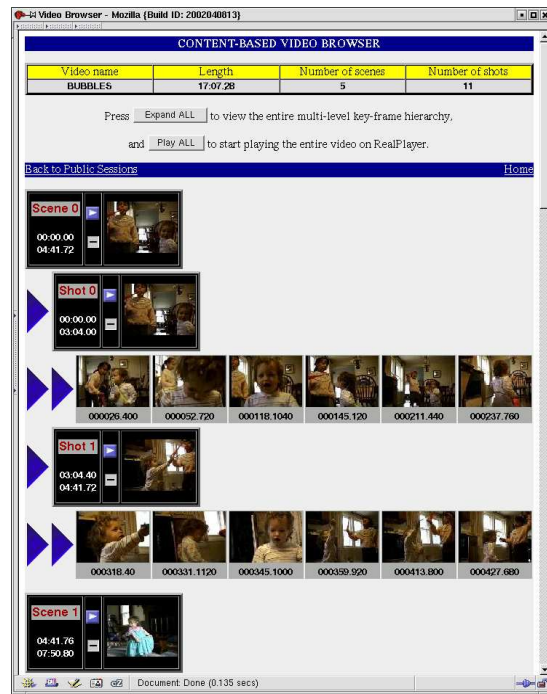 Video Browser - Mozilla {Build ID: 2002040813}
CONTENT-BASED VIDEO BROWSER
Video name Length Number of scenes Number of shots
BUBBLES 17:07.28 5 11
Press Expand ALL to view the entire multi-level key-frame hierarchy,
and Play ALL to start playing the entire video on RealPlayer.
Back to Public Sessions Home
Scene 0
00:00.00
04:41.72
Shot 0
00:00.00
03:04.00
000026.400 000052.720 000118.1040 000145.120 000211.440 000237.760
Shot 1
03:04.40
04:41.72
000318.40 000331.1120 000345.1000 000359.920 000413.800 000427.680
Scene 1
04:41.76
07:50.80
Document: Done (0.135 secs)